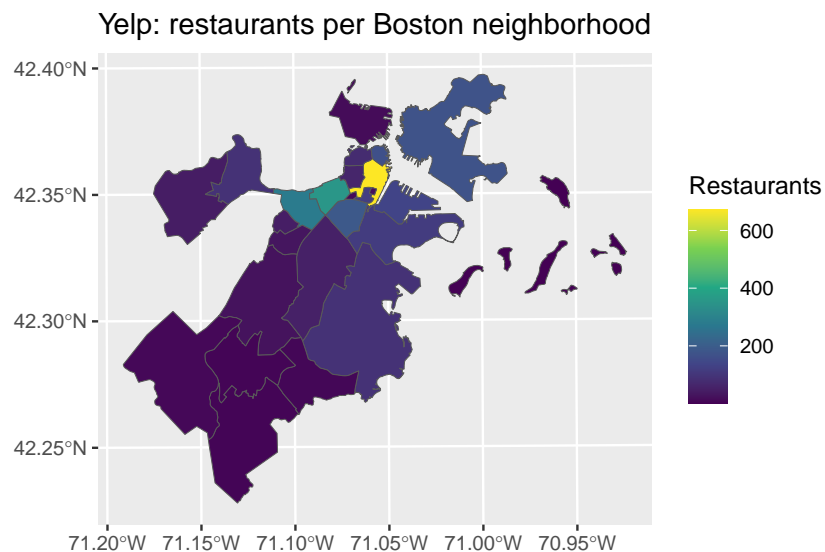 Yelp: restaurants per Boston neighborhood
42.40°N
42.35°N
42.30°N
42.25°N
71.20°W 71.15°W 71.10°W 71.05°W 71.00°W 70.95°W
Restaurants
600
400
200